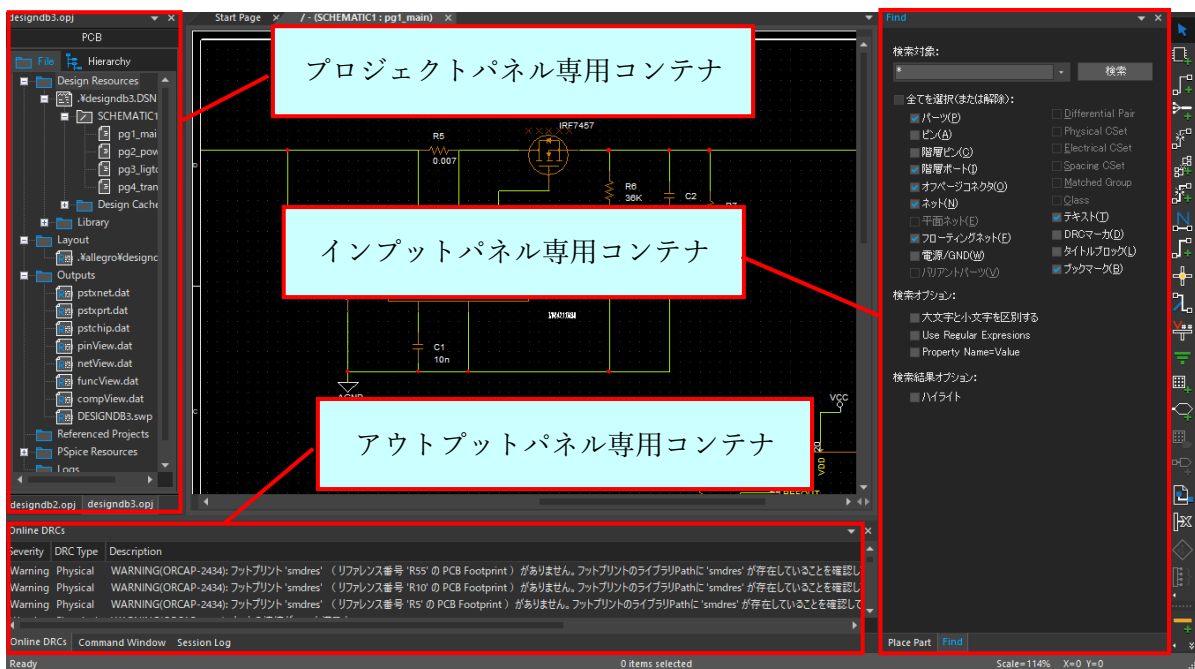 designdb3.opj
PCB
File
Hierarchy
Design Resources
.¥designdb3.DSN
SCHEMATIC1
pg1_mai
pg2_pow
pg3_ligto
pg4_tran
Design Cache
Library
Layout
.¥allegro¥designd
Outputs
pstxnet.dat
pstxprt.dat
pstchip.dat
pinView.dat
netView.dat
funcView.dat
compView.dat
DESIGNDB3.swp
Referenced Projects
PSpice Resources
Logs
designdb2.opj designdb3.opj
Start Page
/ - (SCHEMATIC1 : pg1_main)
プロジェクトパネル専用コンテナ
IRF7457
R5
0.007
R6
36K
C2
インプットパネル専用コンテナ
C1
10n
AGND
VCC
アウトプットパネル専用コンテナ
VDD
20
Find
検索対象:
*
検索
全てを選択(または解除):
パーツ(P)
ピン(A)
階層ピン(C)
階層ポート(I)
オフページコネクタ(O)
ネット(N)
平面ネット(E)
フローティングネット(F)
電源/GND(W)
バリアントパーツ(V)
Differential Pair
Physical CSet
Electrical CSet
Spacing CSet
Matched Group
Class
テキスト(T)
DRCマーカ(D)
タイトルブロック(L)
ブックマーク(B)
検索オプション:
大文字と小文字を区別する
Use Regular Expresions
Property Name=Value
検索結果オプション:
ハイライト
Place Part Find
Online DRCs
Severity DRC Type Description
Warning Physical WARNING(ORCAP-2434): フットプリント 'smdres' （ リファレンス番号 'R55' の PCB Footprint ）がありません。フットプリントのライブラリPathに 'smdres' が存在していることを確認し
Warning Physical WARNING(ORCAP-2434): フットプリント 'smdres' （ リファレンス番号 'R10' の PCB Footprint ）がありません。フットプリントのライブラリPathに 'smdres' が存在していることを確認し
Warning Physical WARNING(ORCAP-2434): フットプリント 'smdres' （ リファレンス番号 'R5' の PCB Footprint ）がありません。フットプリントのライブラリPathに 'smdres' が存在していることを確認して
Online DRCs Command Window Session Log
Ready
0 items selected
Scale=114% X=0 Y=0